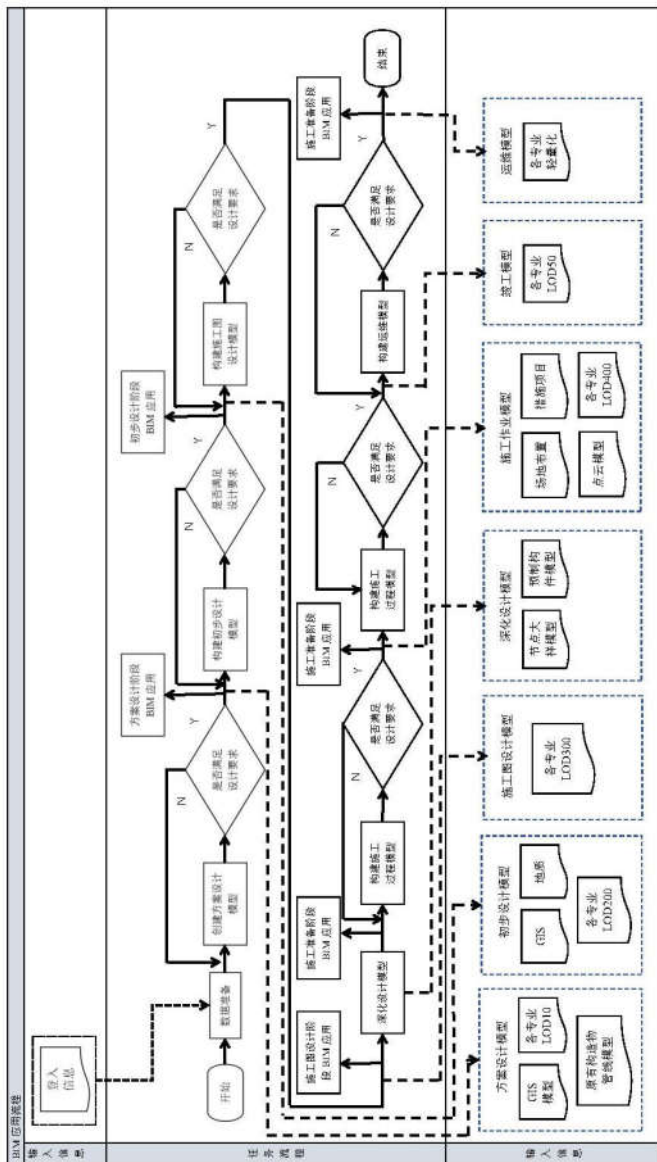 BIM 应用流程
输 入 信 息
登入
信息
任 务 流 程
开始
数据准备
创建方案设计
模型
是否满足
设计要求
N
Y
方案设计阶段
BIM 应用
构建初步设计
模型
是否满足
设计要求
N
Y
初步设计阶段
BIM 应用
构建施工图
设计模型
是否满足
设计要求
N
Y
施工图设计阶
段 BIM 应用
深化设计模型
施工准备阶段
BIM 应用
构建施工
过程模型
是否满足
设计要求
N
Y
施工准备阶段
BIM 应用
构建施工
过程模型
是否满足
设计要求
N
Y
构建运维模型
是否满足
设计要求
N
Y
施工准备阶段
BIM 应用
结束
输 入 信 息
方案设计模型
GIS
模型
各专业
LOD10
原有构造物
管线模型
初步设计模型
GIS
地质
各专业
LOD200
施工图设计模型
各专业
LOD300
深化设计模型
节点大
样模型
预制构
件模型
施工作业模型
场地布置
措施项目
点云模型
各专业
LOD400
竣工模型
各专业
LOD50
运维模型
各专业
轻量化